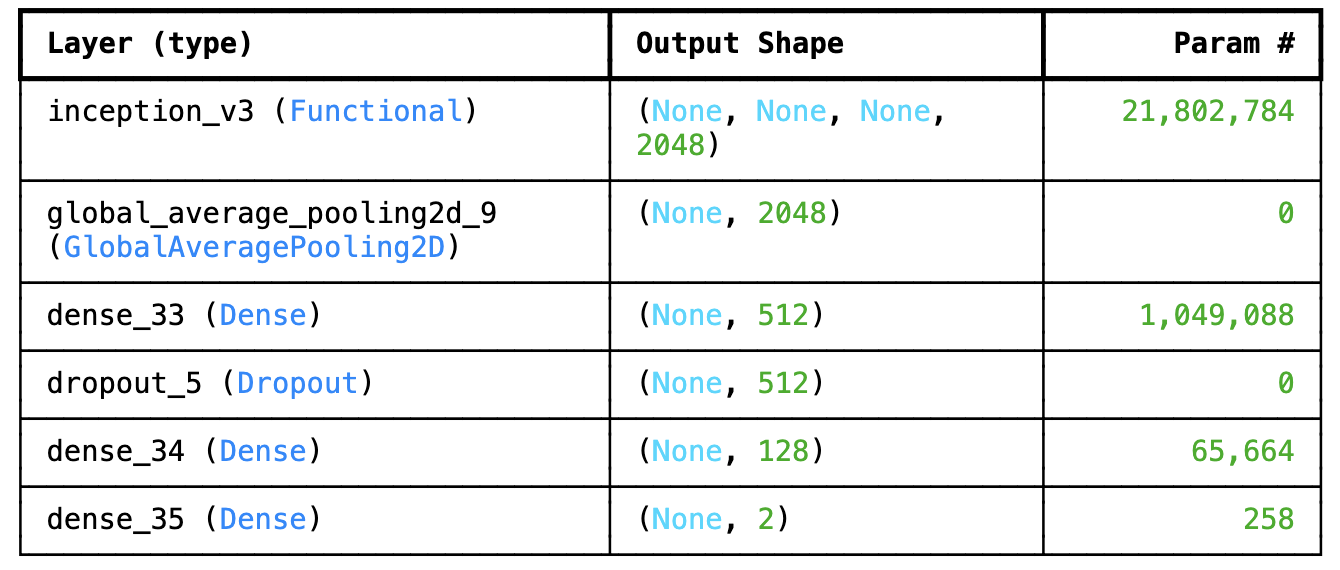 Layer (type) Output Shape Param #
inception_v3 (Functional) (None, None, None, 21,802,784
2048)
global_average_pooling2d_9 (None, 2048) 0
(GlobalAveragePooling2D)
dense_33 (Dense) (None, 512) 1,049,088
dropout_5 (Dropout) (None, 512) 0
dense_34 (Dense) (None, 128) 65,664
dense_35 (Dense) (None, 2) 258